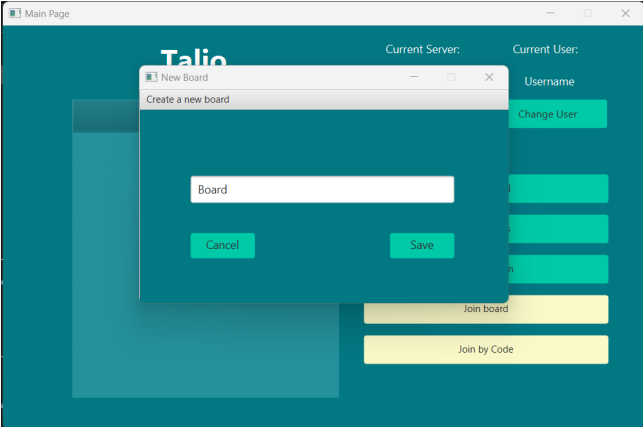 Main Page
Talio
Current Server:
Current User:
Username
Change User
New Board
Create a new board
Board
Cancel
Save
Join board
Join by Code